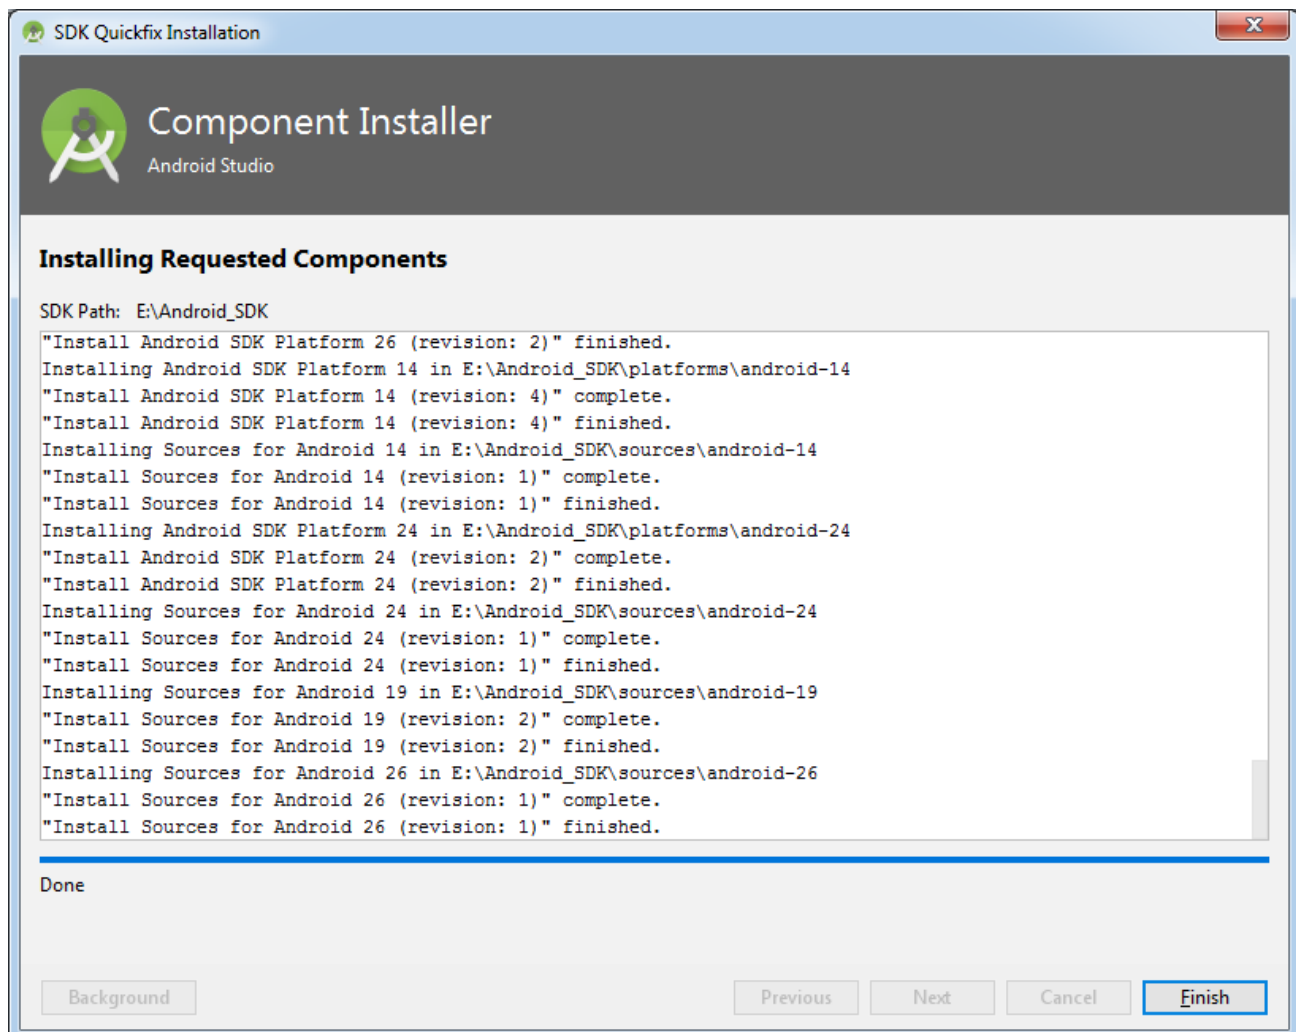 SDK Quickfix Installation
Component Installer
Android Studio
Installing Requested Components
SDK Path: E:\Android_SDK
"Install Android SDK Platform 26 (revision: 2)" finished.
Installing Android SDK Platform 14 in E:\Android_SDK\platforms\android-14
"Install Android SDK Platform 14 (revision: 4)" complete.
"Install Android SDK Platform 14 (revision: 4)" finished.
Installing Sources for Android 14 in E:\Android_SDK\sources\android-14
"Install Sources for Android 14 (revision: 1)" complete.
"Install Sources for Android 14 (revision: 1)" finished.
Installing Android SDK Platform 24 in E:\Android_SDK\platforms\android-24
"Install Android SDK Platform 24 (revision: 2)" complete.
"Install Android SDK Platform 24 (revision: 2)" finished.
Installing Sources for Android 24 in E:\Android_SDK\sources\android-24
"Install Sources for Android 24 (revision: 1)" complete.
"Install Sources for Android 24 (revision: 1)" finished.
Installing Sources for Android 19 in E:\Android_SDK\sources\android-19
"Install Sources for Android 19 (revision: 2)" complete.
"Install Sources for Android 19 (revision: 2)" finished.
Installing Sources for Android 26 in E:\Android_SDK\sources\android-26
"Install Sources for Android 26 (revision: 1)" complete.
"Install Sources for Android 26 (revision: 1)" finished.
Done
Background Previous Next Cancel Finish